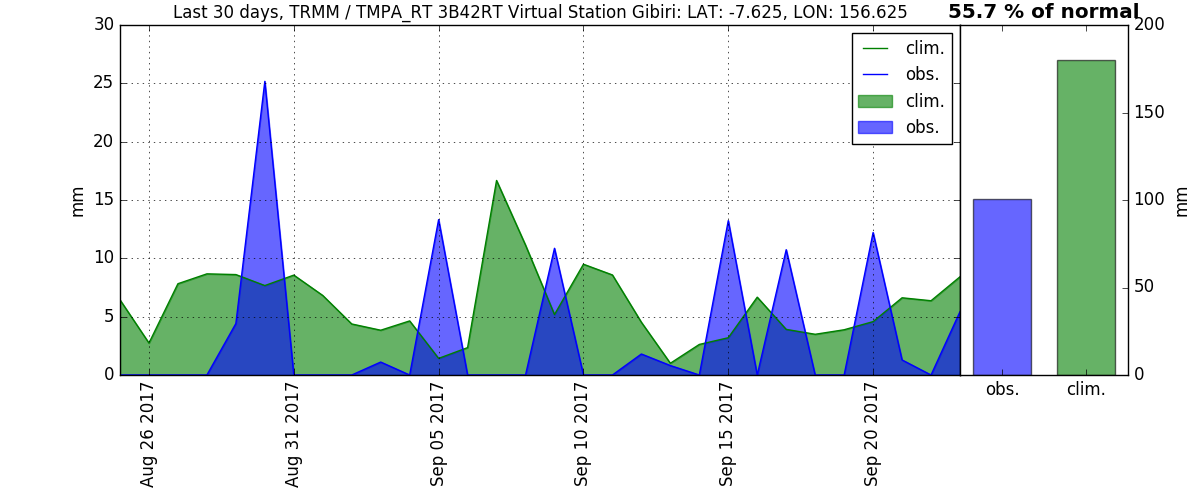 Last 30 days, TRMM / TMPA_RT 3B42RT Virtual Station Gibiri: LAT: -7.625, LON: 156.625
55.7 % of normal
30
25
20
15
10
5
0
mm
clim.
obs.
clim.
obs.
Aug 26 2017
Aug 31 2017
Sep 05 2017
Sep 10 2017
Sep 15 2017
Sep 20 2017
200
150
100
50
0
mm
obs.
clim.